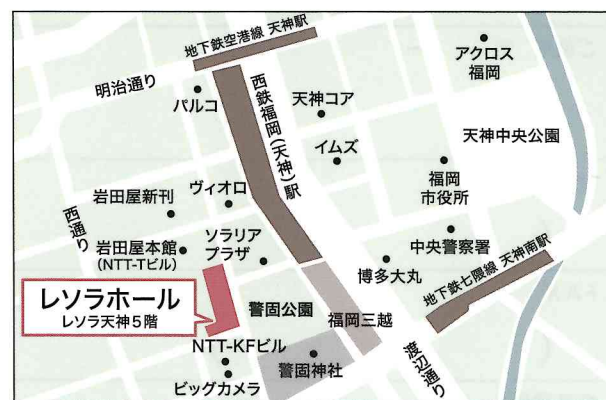 地下鉄空港線 天神駅
明治通り
パルコ
西鉄福岡(天神)駅
天神コア
イムズ
アクロス
福岡
天神中央公園
福岡
市役所
中央警察署
地下鉄七隈線 天神南駅
博多大丸
ヴィオロ
岩田屋新刊
西通り
岩田屋本館
(NTT-Tビル)
ソラリア
プラザ
レソラホール
レソラ天神5階
警固公園
福岡三越
渡辺通り
NTT-KFビル
ビッグカメラ
警固神社